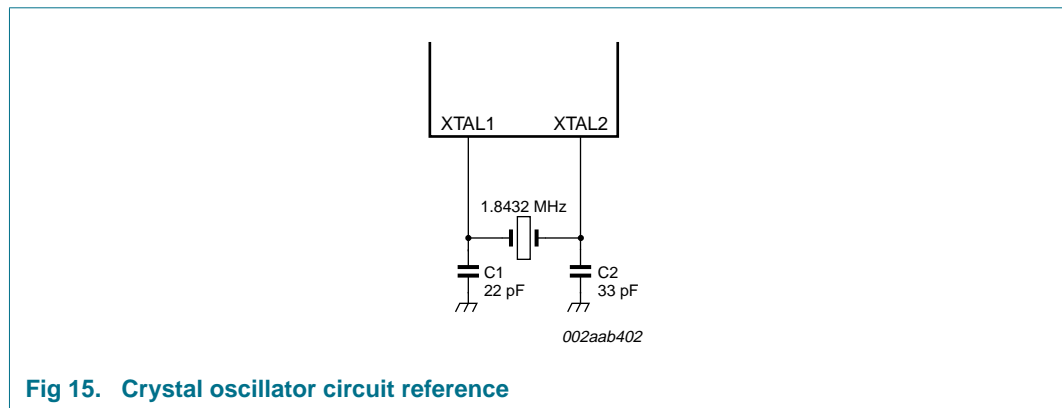 XTAL1 XTAL2
1.8432 MHz
C1
22 pF
C2
33 pF
002aab402
Fig 15. Crystal oscillator circuit reference